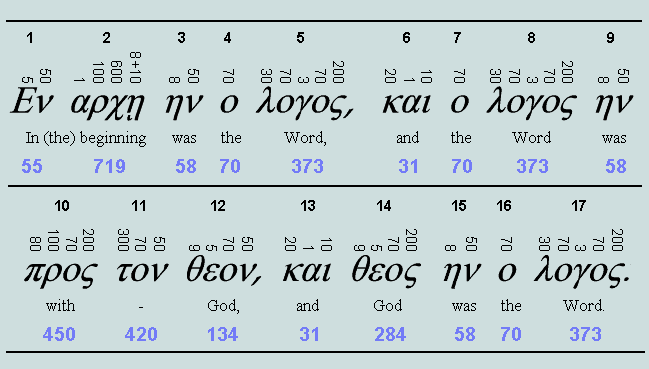 1 2 3 4 5 6 7 8 9
5 50 1 100 600 8+10 8 50 70 30 70 3 70 200 20 1 10 70 30 70 3 70 200 8 50
Εν αρχῃ ην ο λογος, και ο λογος ην
In (the) beginning was the Word, and the Word was
55 719 58 70 373 31 70 373 58
10 11 12 13 14 15 16 17
80 100 70 200 300 70 50 9 5 70 50 20 1 10 9 5 70 200 8 50 70 30 70 3 70 200
προς τον θεον, και θεος ην ο λογος.
with - God, and God was the Word.
450 420 134 31 284 58 70 373